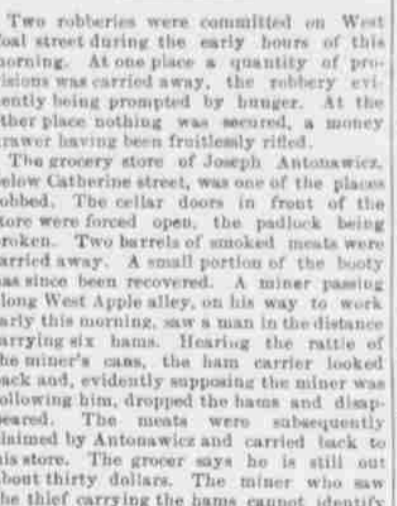 Two robberies were committed on West
oal street during the early hours of this
morning. At one place a quantity of pro-
isions was carried away, the robbery evi-
ently being prompted by hunger. At the
ther place nothing was secured, a money
rawer having been fruitlessly rifled.
The grocery store of Joseph Antonawicz,
elow Catherine street, was one of the places
obbed. The cellar doors in front of the
tore were forced open, the padlock being
roken. Two barrels of smoked meats were
arried away. A small portion of the booty
as since been recovered. A miner passing
long West Apple alley, on his way to work
arly this morning, saw a man in the distance
arrying six hams. Hearing the rattle of
he miner's cans, the ham carrier looked
ack and, evidently supposing the miner was
ollowing him, dropped the hams and disap-
eared. The meats were subsequently
laimed by Antonawicz and carried back to
is store. The grocer says he is still out
bout thirty dollars. The miner who saw
he thief carrying the hams cannot identify